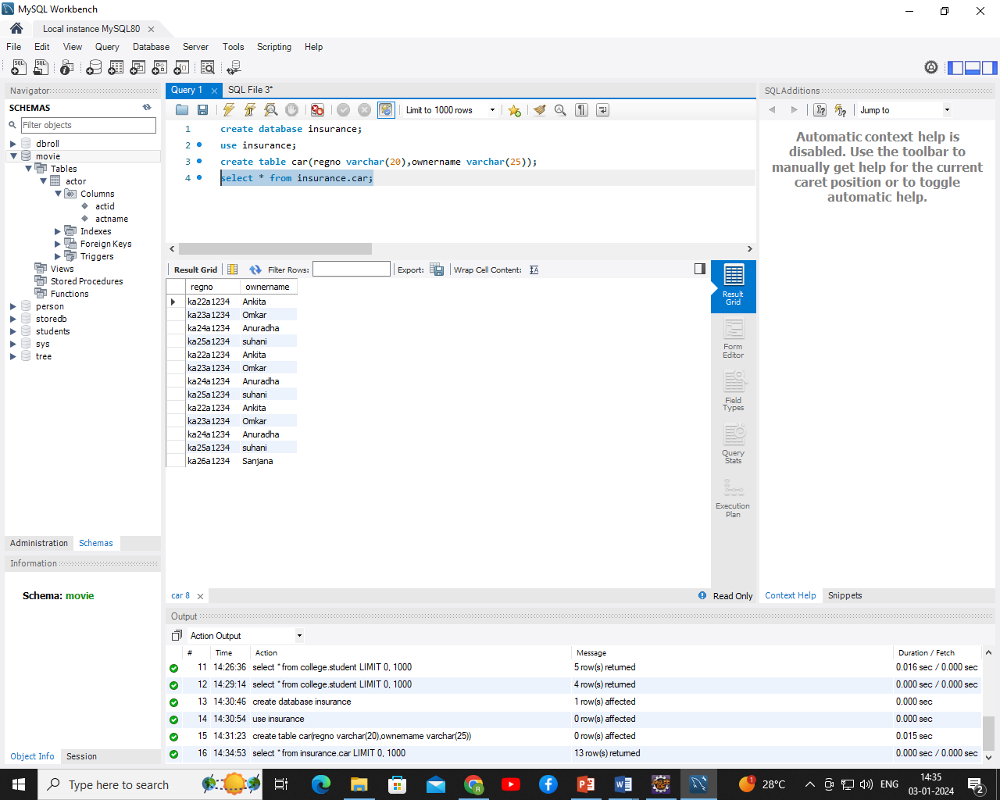 MySQL Workbench
Local instance MySQL80
File Edit View Query Database Server Tools Scripting Help
Navigator
SCHEMAS
Filter objects
dbroll
movie
Tables
actor
Columns
actid
actname
Indexes
Foreign Keys
Triggers
Views
Stored Procedures
Functions
person
storedb
students
sys
tree
Administration Schemas
Information
Schema: movie
Object Info Session
Query 1 SQL File 3*
Limit to 1000 rows
1 create database insurance;
2 use insurance;
3 create table car(regno varchar(20),ownername varchar(25));
4 select * from insurance.car;
Result Grid Filter Rows: Export: Wrap Cell Content:
regno ownername
ka22a1234 Ankita
ka23a1234 Omkar
ka24a1234 Anuradha
ka25a1234 suhani
ka22a1234 Ankita
ka23a1234 Omkar
ka24a1234 Anuradha
ka25a1234 suhani
ka22a1234 Ankita
ka23a1234 Omkar
ka24a1234 Anuradha
ka25a1234 suhani
ka26a1234 Sanjana
Result
Grid
Form
Editor
Field
Types
Query
Stats
Execution
Plan
car 8 Read Only
SQLAdditions
Jump to
Automatic context help is
disabled. Use the toolbar to
manually get help for the current
caret position or to toggle
automatic help.
Context Help Snippets
Output
Action Output
# Time Action Message Duration / Fetch
11 14:26:36 select * from college.student LIMIT 0, 1000 5 row(s) returned 0.016 sec / 0.000 sec
12 14:29:14 select * from college.student LIMIT 0, 1000 4 row(s) returned 0.000 sec / 0.000 sec
13 14:30:46 create database insurance 1 row(s) affected 0.000 sec
14 14:30:54 use insurance 0 row(s) affected 0.000 sec
15 14:31:23 create table car(regno varchar(20),ownername varchar(25)) 0 row(s) affected 0.015 sec
16 14:34:53 select * from insurance.car LIMIT 0, 1000 13 row(s) returned 0.000 sec / 0.000 sec
Type here to search
1 28°C ENG 14:35 2
03-01-2024